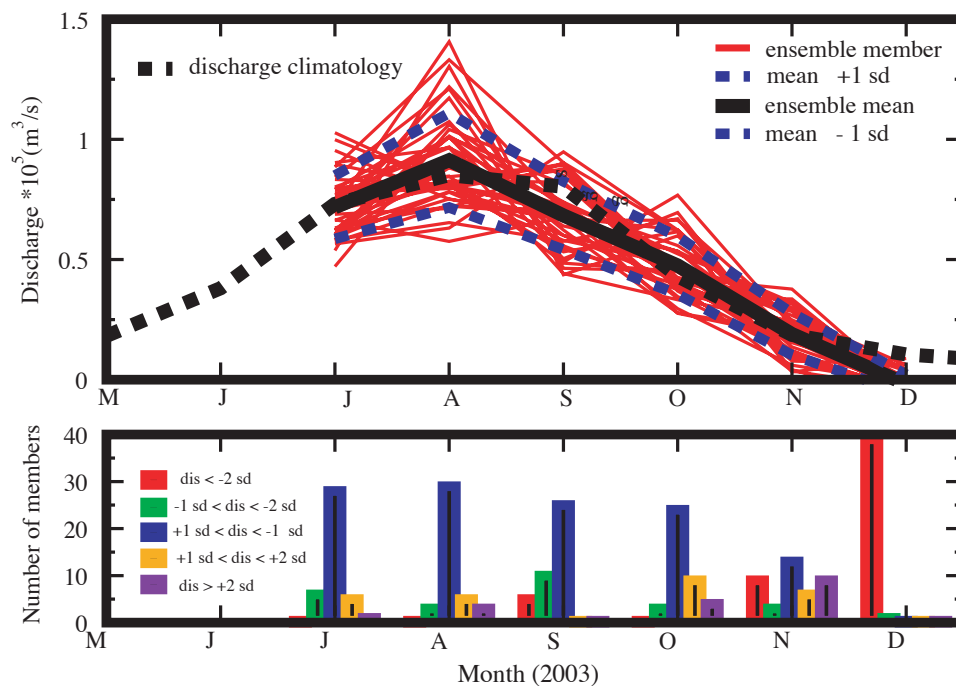 1.5
1
0.5
0
Discharge *10^5 (m^3/s)
discharge climatology
ensemble member
mean +1 sd
ensemble mean
mean - 1 sd
M J J A S O N D
40
30
20
10
0
Number of members
dis < -2 sd
-1 sd < dis < -2 sd
+1 sd < dis < -1 sd
+1 sd < dis < +2 sd
dis > +2 sd
M J J A S O N D
Month (2003)